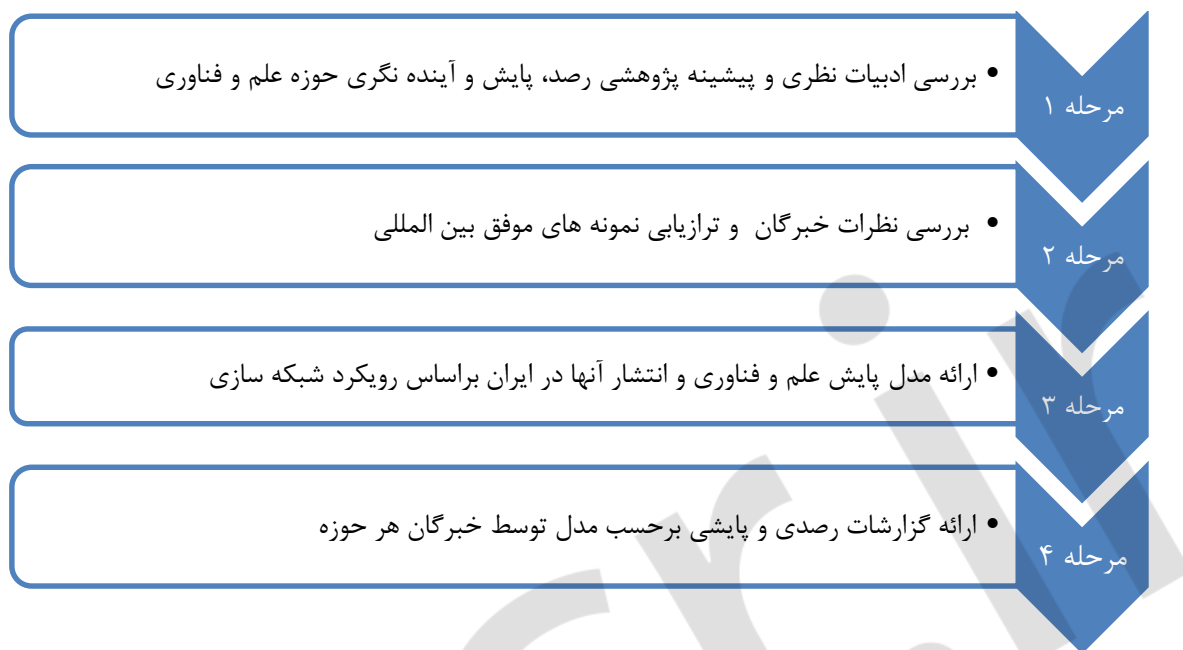 مرحله ۱
• بررسی ادبیات نظری و پیشینه پژوهشی رصد، پایش و آینده نگری حوزه علم و فناوری
مرحله ۲
• بررسی نظرات خبرگان و ترازیابی نمونه های موفق بین المللی
مرحله ۳
• ارائه مدل پایش علم و فناوری و انتشار آنها در ایران براساس رویکرد شبکه سازی
مرحله ۴
• ارائه گزارشات رصدی و پایشی برحسب مدل توسط خبرگان هر حوزه